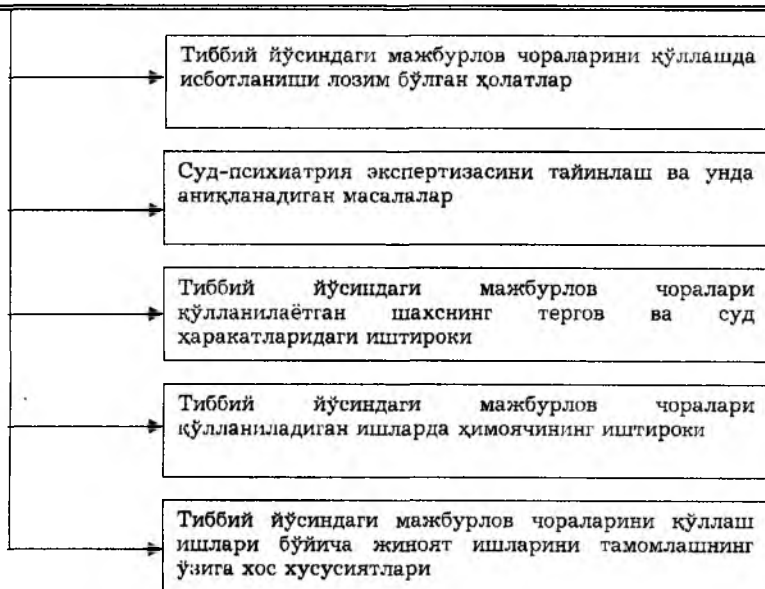 Тиббий йўсиндаги мажбурлов чораларини қўллашда
исботланиши лозим бўлган ҳолатлар
Суд-психиатрия экспертизасини тайинлаш ва унда
аниқланадиган масалалар
Тиббий йўсиндаги мажбурлов чоралари
қўлланилаётган шахснинг тергов ва суд
ҳаракатларидаги иштироки
Тиббий йўсиндаги мажбурлов чоралари
қўлланиладиган ишларда ҳимоячининг иштироки
Тиббий йўсиндаги мажбурлов чораларини қўллаш
ишлари бўйича жиноят ишларини тамомлашнинг
ўзига хос хусусиятлари